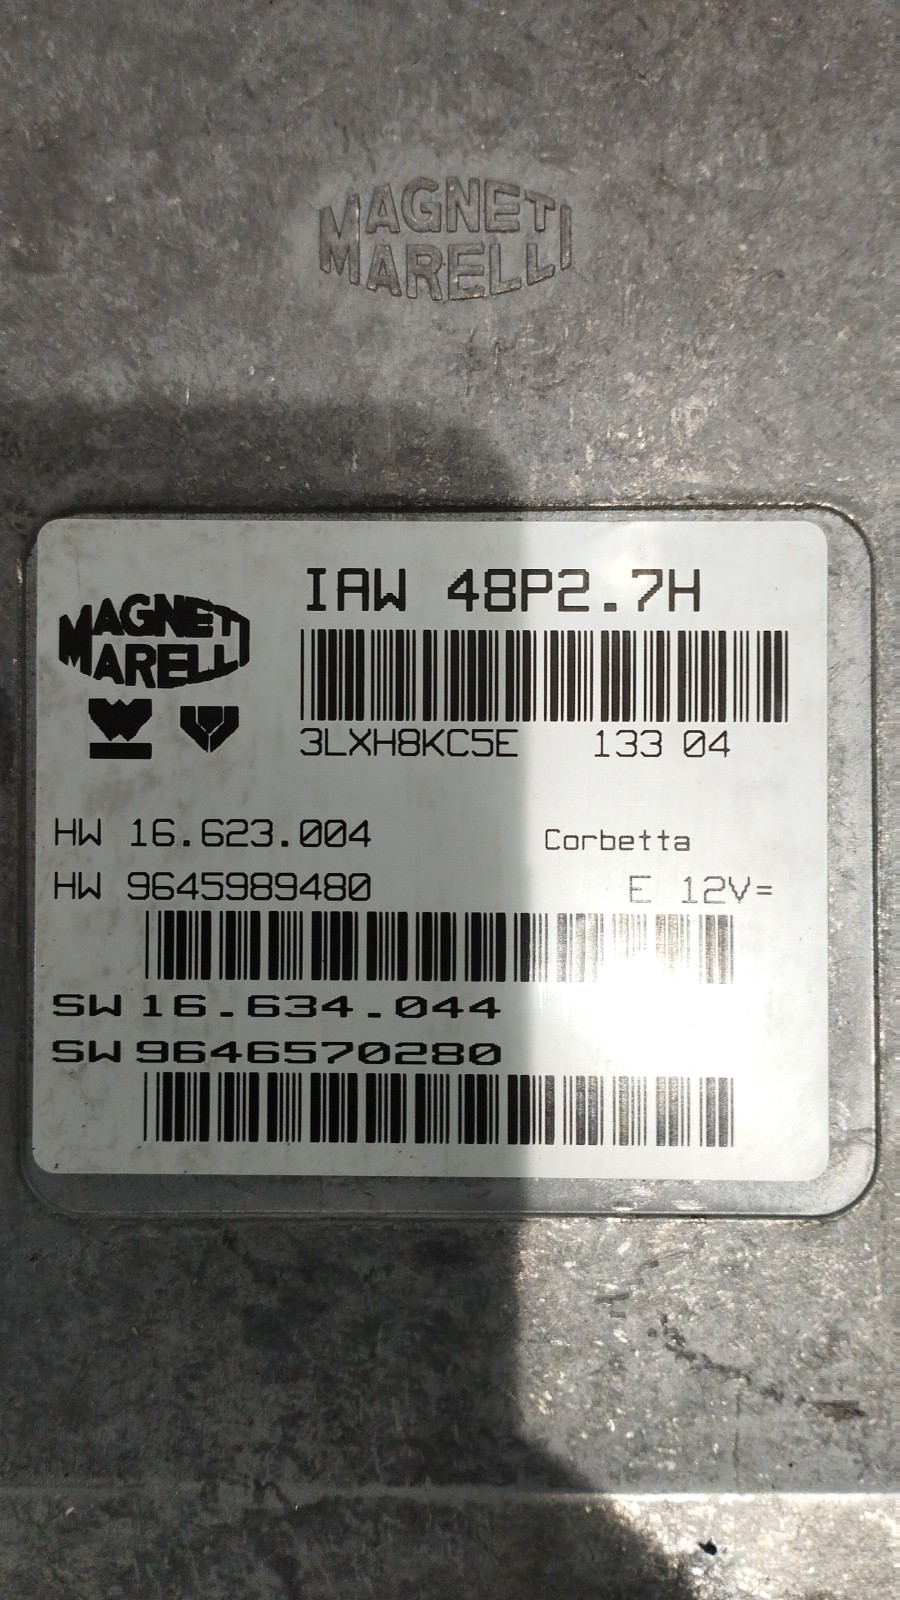 MAGNETI
MARELLI
IAW 48P2.7H
MAGNETI
MARELLI
3LXH8KC5E 133 04
HW 16.623.004
Corbetta
HW 9645989480
E 12V=
SW 16.634.044
SW 9646570280